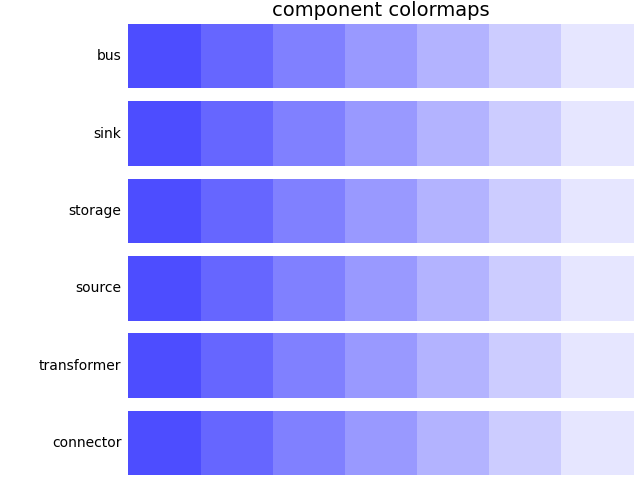 component colormaps
bus
sink
storage
source
transformer
connector